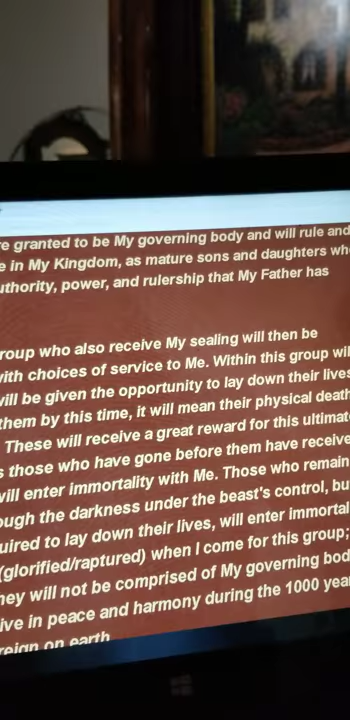 re granted to be My governing body and will rule and
e in My Kingdom, as mature sons and daughters wh
uthority, power, and rulership that My Father has
roup who also receive My sealing will then be
with choices of service to Me. Within this group wil
will be given the opportunity to lay down their lives
them by this time, it will mean their physical death
These will receive a great reward for this ultimat
s those who have gone before them have receive
will enter immortality with Me. Those who remain
ough the darkness under the beast's control, bu
uired to lay down their lives, will enter immortal
(glorified/raptured) when I come for this group;
hey will not be comprised of My governing bod
ive in peace and harmony during the 1000 yea
reign on earth